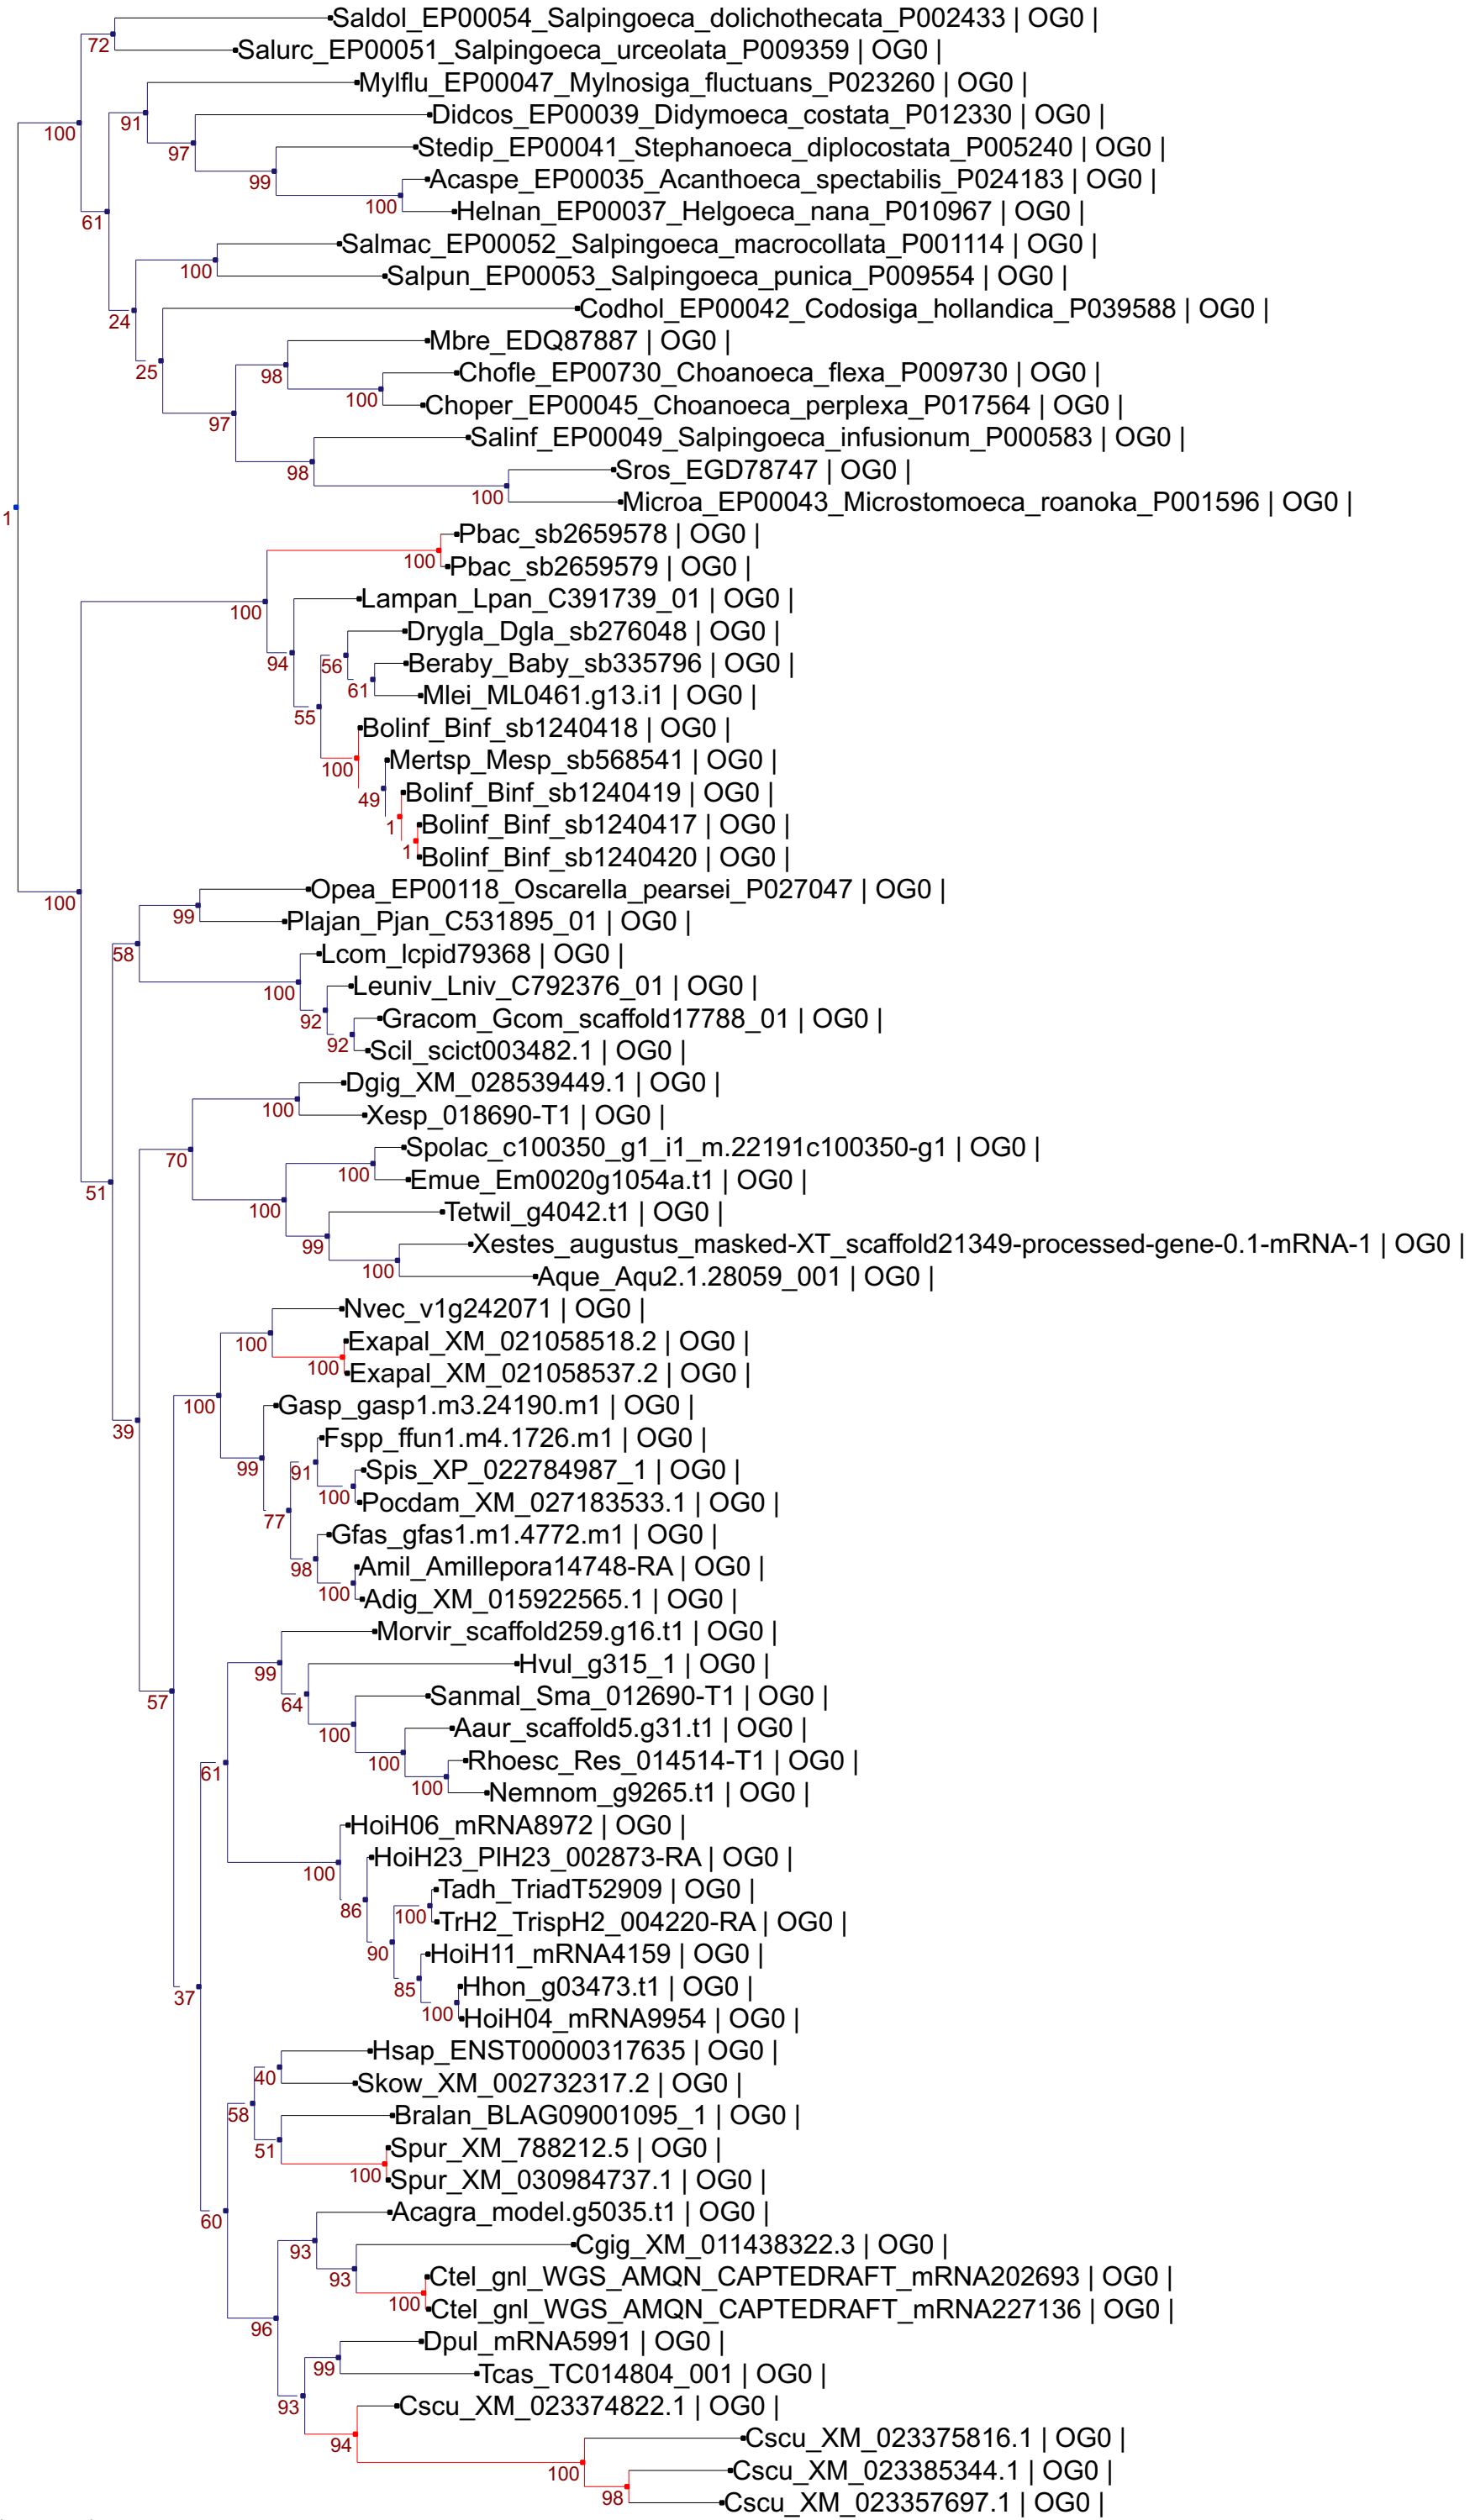 Saldol_EP00054_Salpingoeca_dolichothecata_P002433 | OG0 |
72
Salurc_EP00051_Salpingoeca_urceolata_P009359 | OG0 |
Mylflu_EP00047_Mylnosiga_fluctuans_P023260 | OG0 |
Didcos_EP00039_Didymoeca_costata_P012330 | OG0 |
91
100
Stedip_EP00041_Stephanoeca_diplocostata_P005240 | OG0 |
97
Acaspe_EP00035_Acanthoeca_spectabilis_P024183 | OG0 |
99
Helnan_EP00037_Helgoeca_nana_P010967 | OG0 |
100
61
Salmac_EP00052_Salpingoeca_macrocollata_P001114 | OG0 |
100
Salpun_EP00053_Salpingoeca_punica_P009554 | OG0 |
Codhol_EP00042_Codosiga_hollandica_P039588 | OG0 |
24
Mbre_EDQ87887 | OG0 |
25
98
Chofle_EP00730_Choanoeca_flexa_P009730 | OG0 |
100
Choper_EP00045_Choanoeca_perplexa_P017564 | OG0 |
97
Salinf_EP00049_Salpingoeca_infusionum_P000583 | OG0 |
98
Sros_EGD78747 | OG0 |
100
Microa_EP00043_Microstomoeca_roanoka_P001596 | OG0 |
1
Pbac_sb2659578 | OG0 |
100
Pbac_sb2659579 | OG0 |
Lampan_Lpan_C391739_01 | OG0 |
100
Drygla_Dgla_sb276048 | OG0 |
94
56
Beraby_Baby_sb335796 | OG0 |
61
Mlei_ML0461.g13.i1 | OG0 |
55
Bolinf_Binf_sb1240418 | OG0 |
100
Mertsp_Mesp_sb568541 | OG0 |
49
Bolinf_Binf_sb1240419 | OG0 |
1
Bolinf_Binf_sb1240417 | OG0 |
1
Bolinf_Binf_sb1240420 | OG0 |
Opea_EP00118_Oscarella_pearsei_P027047 | OG0 |
100
99
Plajan_Pjan_C531895_01 | OG0 |
58
Lcom_lcpid79368 | OG0 |
Leuniv_Lniv_C792376_01 | OG0 |
100
Gracom_Gcom_scaffold17788_01 | OG0 |
92
Scil_scict003482.1 | OG0 |
92
Dgig_XM_028539449.1 | OG0 |
100
Xesp_018690-T1 | OG0 |
Spolac_c100350_g1_i1_m.22191c100350-g1 | OG0 |
70
100
Emue_Em0020g1054a.t1 | OG0 |
51
100
Tetwil_g4042.t1 | OG0 |
99
Xestes_augustus_masked-XT_scaffold21349-processed-gene-0.1-mRNA-1 | OG0 |
100
Aque_Aqu2.1.28059_001 | OG0 |
Nvec_v1g242071 | OG0 |
100
Exapal_XM_021058518.2 | OG0 |
100
Exapal_XM_021058537.2 | OG0 |
100
Gasp_gasp1.m3.24190.m1 | OG0 |
39
Fspp_ffun1.m4.1726.m1 | OG0 |
99
91
Spis_XP_022784987_1 | OG0 |
100
Pocdam_XM_027183533.1 | OG0 |
77
Gfas_gfas1.m1.4772.m1 | OG0 |
98
Amil_Amillepora14748-RA | OG0 |
100
Adig_XM_015922565.1 | OG0 |
Morvir_scaffold259.g16.t1 | OG0 |
99
Hvul_g315_1 | OG0 |
57
64
Sanmal_Sma_012690-T1 | OG0 |
100
Aaur_scaffold5.g31.t1 | OG0 |
100
Rhoesc_Res_014514-T1 | OG0 |
61
100
Nemnom_g9265.t1 | OG0 |
HoiH06_mRNA8972 | OG0 |
HoiH23_PlH23_002873-RA | OG0 |
100
Tadh_TriadT52909 | OG0 |
86
100
TrH2_TrispH2_004220-RA | OG0 |
90
HoiH11_mRNA4159 | OG0 |
37
85
Hhon_g03473.t1 | OG0 |
100
HoiH04_mRNA9954 | OG0 |
Hsap_ENST00000317635 | OG0 |
40
Skow_XM_002732317.2 | OG0 |
58
Bralan_BLAG09001095_1 | OG0 |
51
Spur_XM_788212.5 | OG0 |
100
Spur_XM_030984737.1 | OG0 |
60
Acagra_model.g5035.t1 | OG0 |
93
Cgig_XM_011438322.3 | OG0 |
93
Ctel_gnl_WGS_AMQN_CAPTEDRAFT_mRNA202693 | OG0 |
100
Ctel_gnl_WGS_AMQN_CAPTEDRAFT_mRNA227136 | OG0 |
96
Dpul_mRNA5991 | OG0 |
99
Tcas_TC014804_001 | OG0 |
93
Cscu_XM_023374822.1 | OG0 |
94
Cscu_XM_023375816.1 | OG0 |
100
Cscu_XM_023385344.1 | OG0 |
98
Cscu_XM_023357697.1 | OG0 |